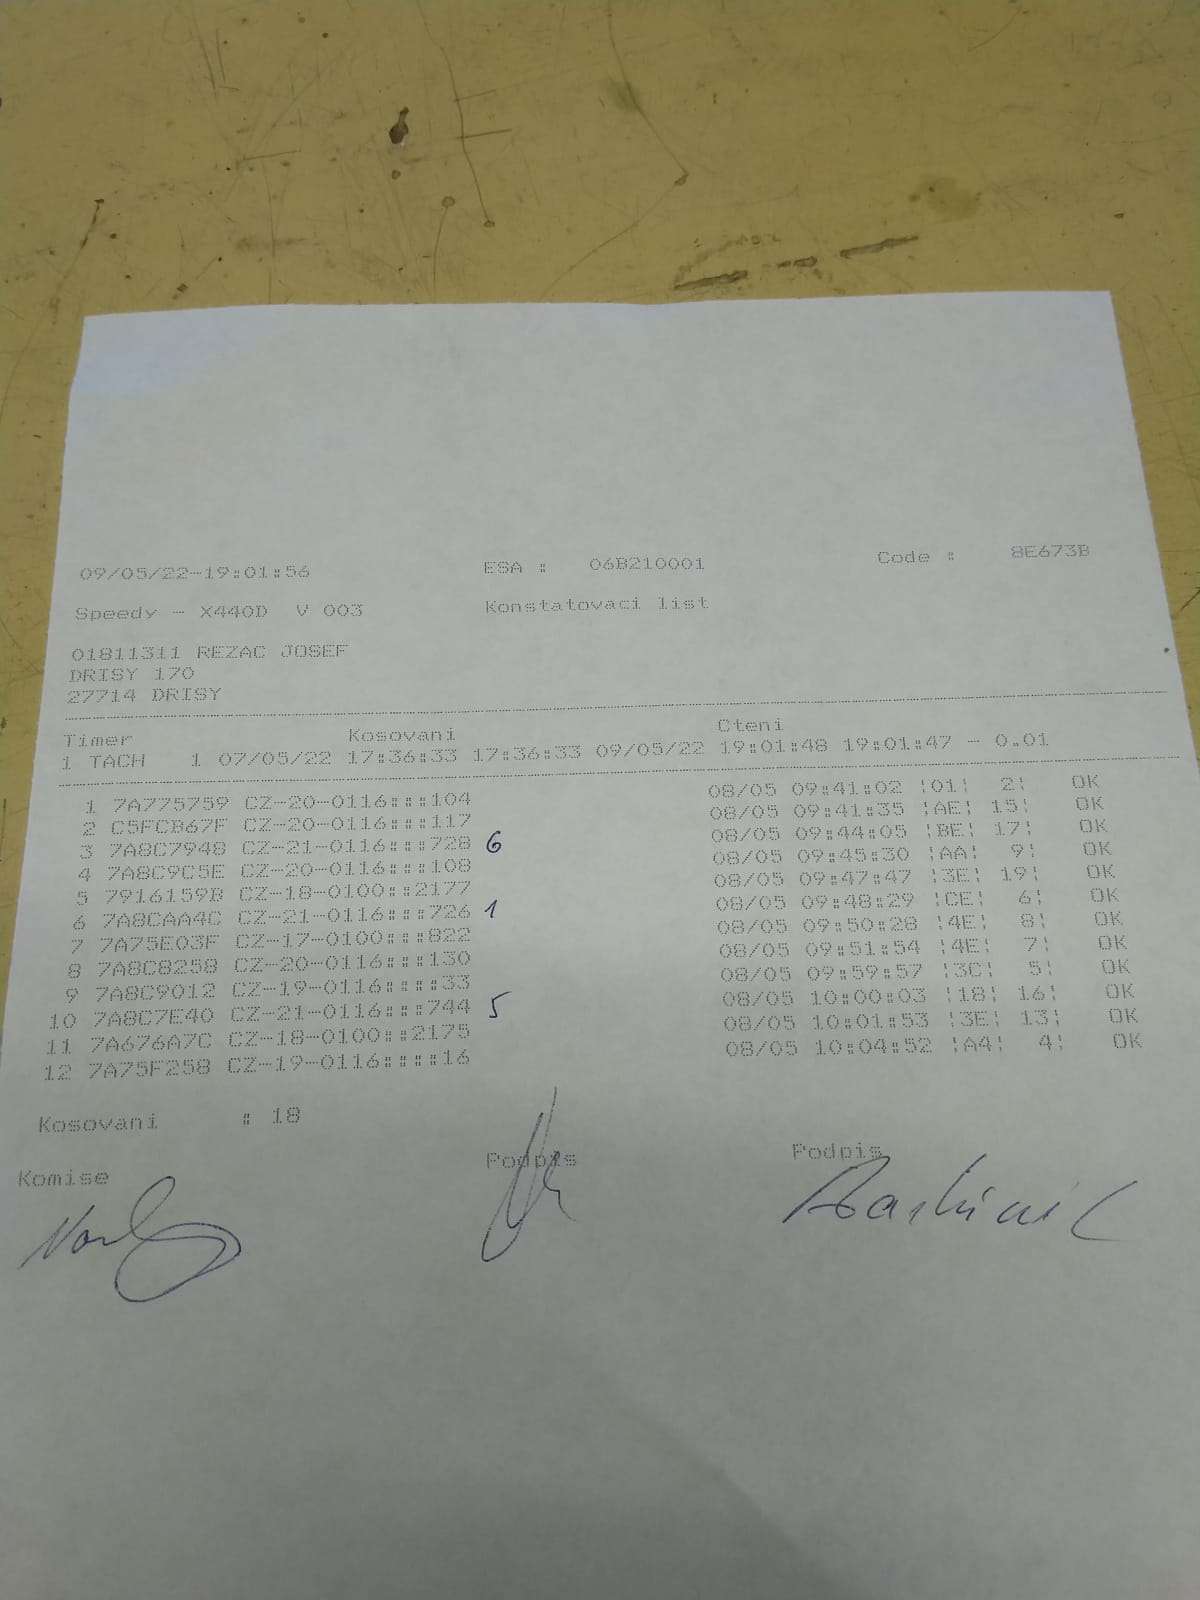 09/05/22-19:01:56 ESA : 06B210001 Code : 8E673B
Speedy - X440D V 003 Konstatovaci list
01811311 REZAC JOSEF
DRISY 170
27714 DRISY
Timer Kosovani Cteni
1 TACH 1 07/05/22 17:36:33 17:36:33 09/05/22 19:01:48 19:01:47 - 0.01
1 7A775759 CZ-20-0116:::104 08/05 09:41:02 ¦01¦ 2¦ OK
2 C5FCB67F CZ-20-0116:::117 08/05 09:41:35 ¦AE¦ 15¦ OK
3 7A8C7948 CZ-21-0116:::728 6 08/05 09:44:05 ¦BE¦ 17¦ OK
4 7A8C9C5E CZ-20-0116:::108 08/05 09:45:30 ¦AA¦ 9¦ OK
5 7916159B CZ-18-0100::2177 08/05 09:47:47 ¦3E¦ 19¦ OK
6 7A8CAA4C CZ-21-0116:::726 1 08/05 09:48:29 ¦CE¦ 6¦ OK
7 7A75E03F CZ-17-0100:::822 08/05 09:50:28 ¦4E¦ 8¦ OK
8 7A8C8258 CZ-20-0116:::130 08/05 09:51:54 ¦4E¦ 7¦ OK
9 7A8C9012 CZ-19-0116::::33 08/05 09:59:57 ¦3C¦ 5¦ OK
10 7A8C7E40 CZ-21-0116:::744 5 08/05 10:00:03 ¦18¦ 16¦ OK
11 7A676A7C CZ-18-0100::2175 08/05 10:01:53 ¦3E¦ 13¦ OK
12 7A75F258 CZ-19-0116::::16 08/05 10:04:52 ¦A4¦ 4¦ OK
Kosovani : 18
Komise Podpis Podpis